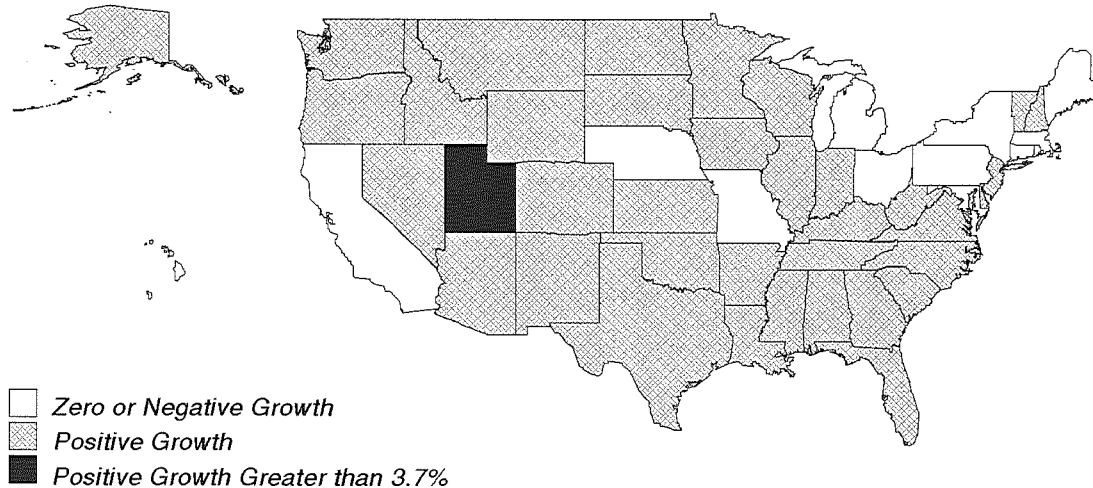 Zero or Negative Growth
Positive Growth
Positive Growth Greater than 3.7%